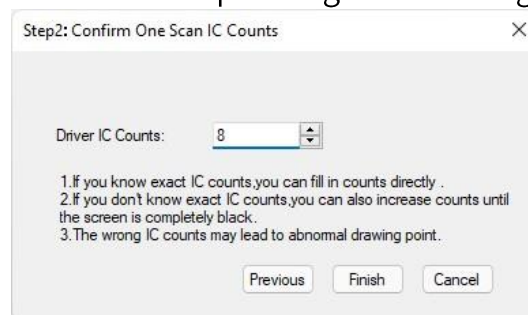 Step2: Confirm One Scan IC Counts
Driver IC Counts: 8
1.If you know exact IC counts,you can fill in counts directly .
2.If you don't know exact IC counts,you can also increase counts until
the screen is completely black.
3.The wrong IC counts may lead to abnormal drawing point.
Previous Finish Cancel